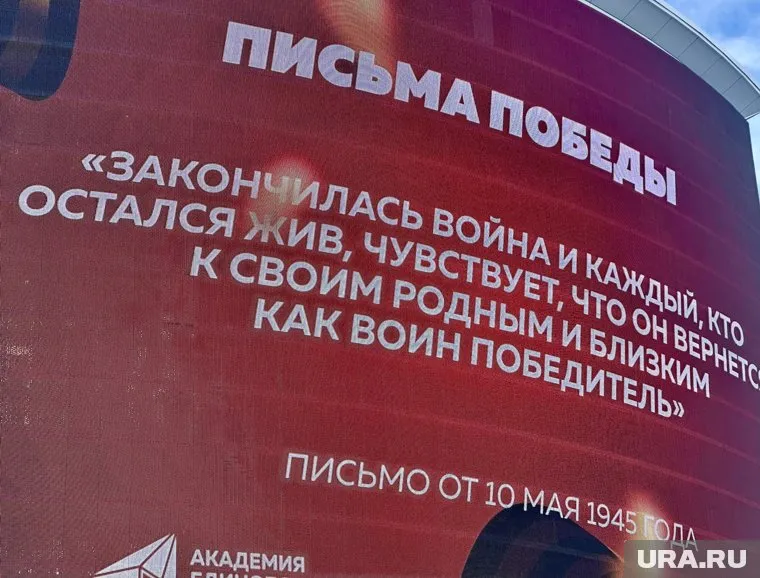 ПИСЬМА ПОБЕДЫ
«ЗАКОНЧИЛАСЬ ВОЙНА И КАЖДЫЙ, КТО
ОСТАЛСЯ ЖИВ, ЧУВСТВУЕТ, ЧТО ОН ВЕРНЕТС
К СВОИМ РОДНЫМ И БЛИЗКИМ
КАК ВОИН ПОБЕДИТЕЛЬ»
ПИСЬМО ОТ 10 МАЯ 1945 ГОДА
АКАДЕМИЯ
URA.RU